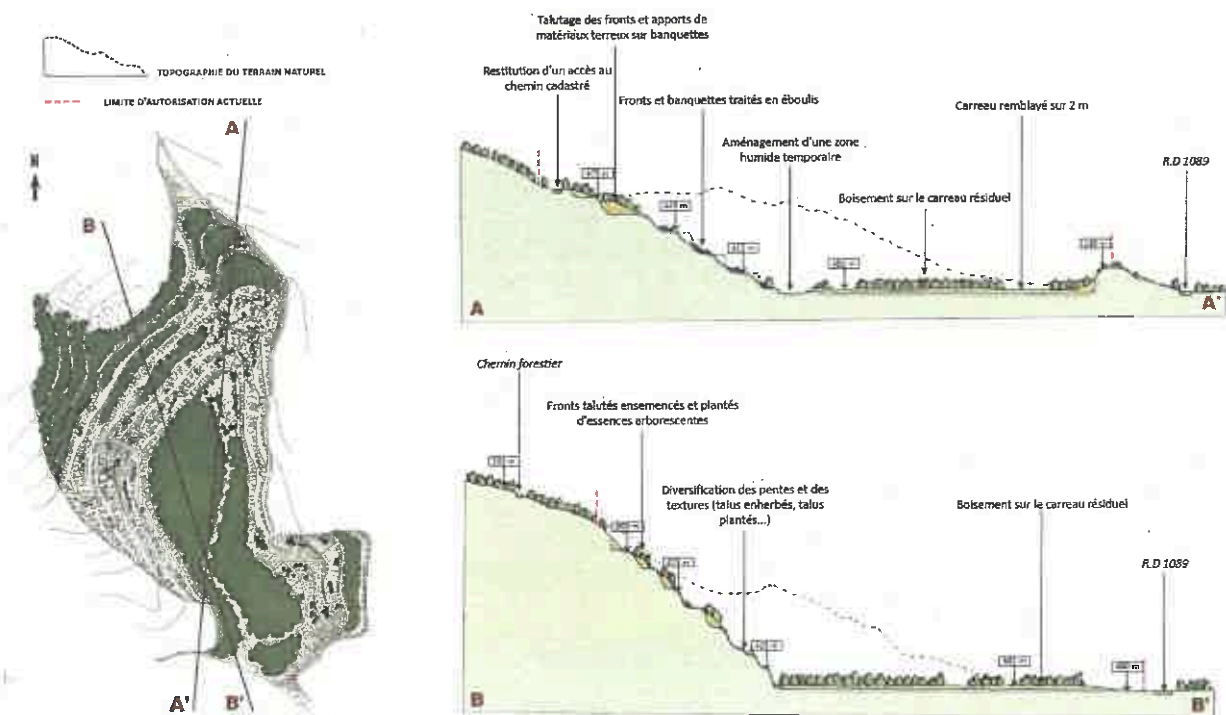 TOPOGRAPHIE DU TERRAIN NATUREL
LIMITE D'AUTORISATION ACTUELLE
A
N
B
A'
B'
Talutage des fronts et apports de
matériaux terreux sur banquettes
Restitution d'un accès au
chemin cadastré
Fronts et banquettes traités en éboulis
Aménagement d'une zone
humide temporaire
Carreau remblayé sur 2 m
Boisement sur le carreau résiduel
R.D 1089
A
A'
Chemin forestier
Fronts talutés ensemencés et plantés
d'essences arborescentes
Diversification des pentes et des
textures (talus enherbés, talus
plantés...)
Boisement sur le carreau résiduel
R.D 1089
B
B'